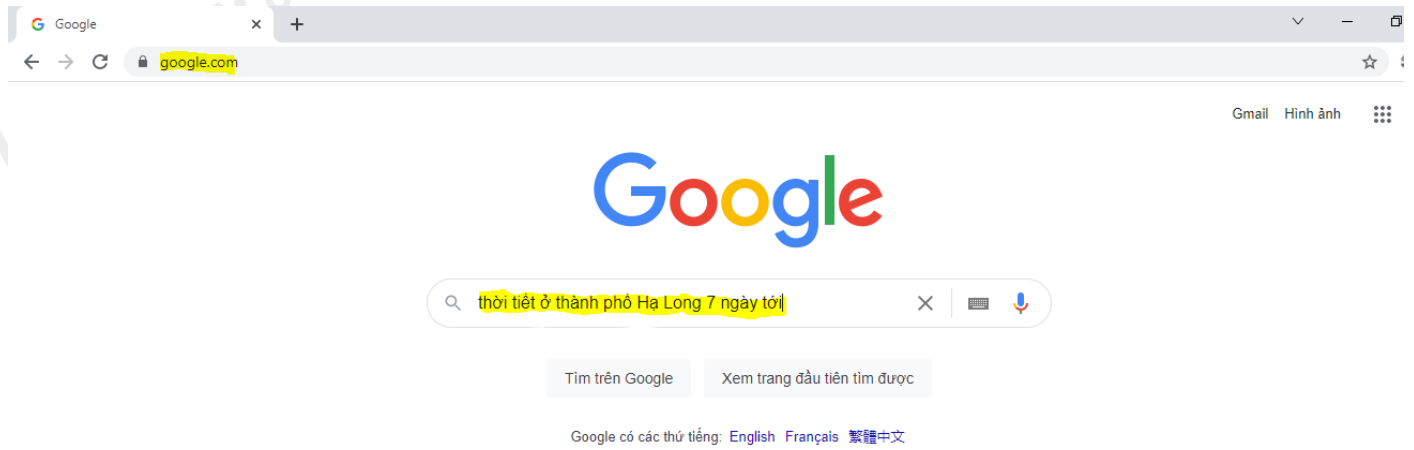 Google
google.com
Gmail Hình ảnh
Google
thời tiết ở thành phố Hạ Long 7 ngày tới
Tìm trên Google Xem trang đầu tiên tìm được
Google có các thứ tiếng: English Français 繁體中文